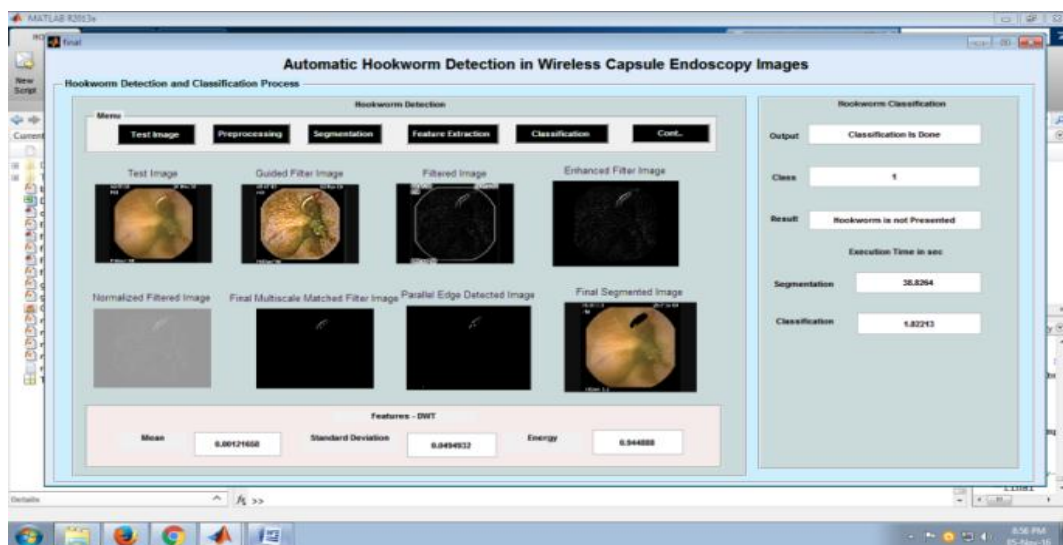 MATLAB R2013a
final
Automatic Hookworm Detection in Wireless Capsule Endoscopy Images
Hookworm Detection and Classification Process
New
Script
Current
Hookworm Detection
Menu
Test Image
Preprocessing
Segmentation
Feature Extraction
Classification
Cont..
Test Image
Guided Filter Image
Filtered Image
Enhanced Filter Image
Normalized Filtered Image
Final Multiscale Matched Filter Image
Parallel Edge Detected Image
Final Segmented Image
Features - DWT
Mean
0.00121658
Standard Deviation
0.0494932
Energy
0.944888
Hookworm Classification
Output
Classification Is Done
Class
1
Result
Hookworm is not Presented
Execution Time in sec
Segmentation
38.8264
Classification
1.82213
Details
fx >>
8:56 PM
05-Nov-16